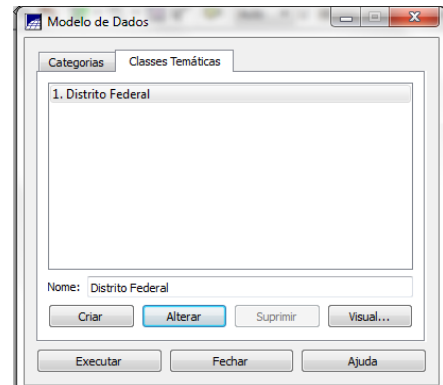 Modelo de Dados
Categorias Classes Temáticas
1. Distrito Federal
Nome: Distrito Federal
Criar Alterar Suprimir Visual...
Executar Fechar Ajuda